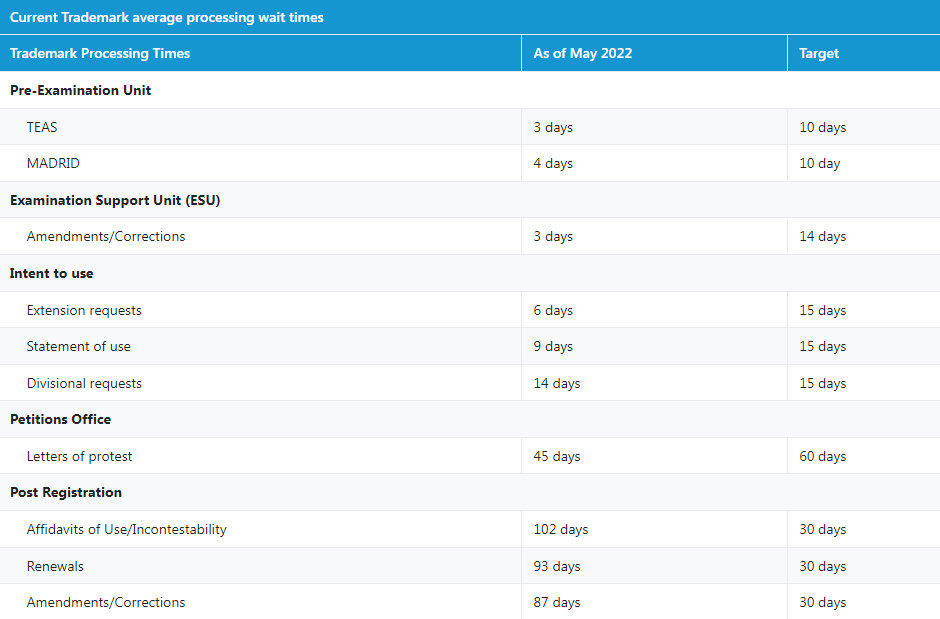 Current Trademark average processing wait times
Trademark Processing Times As of May 2022 Target
Pre-Examination Unit
TEAS 3 days 10 days
MADRID 4 days 10 day
Examination Support Unit (ESU)
Amendments/Corrections 3 days 14 days
Intent to use
Extension requests 6 days 15 days
Statement of use 9 days 15 days
Divisional requests 14 days 15 days
Petitions Office
Letters of protest 45 days 60 days
Post Registration
Affidavits of Use/Incontestability 102 days 30 days
Renewals 93 days 30 days
Amendments/Corrections 87 days 30 days